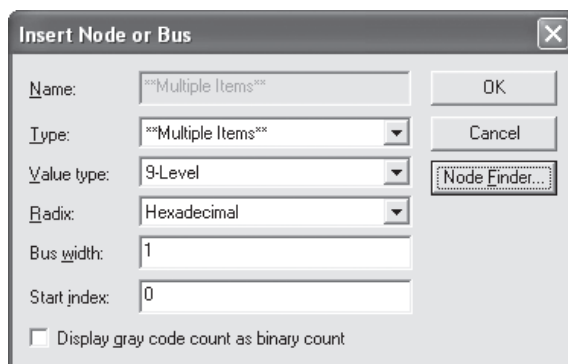 Insert Node or Bus
Name: **Multiple Items** OK
Type: **Multiple Items** Cancel
Value type: 9-Level Node Finder...
Radix: Hexadecimal
Bus width: 1
Start index: 0
Display gray code count as binary count